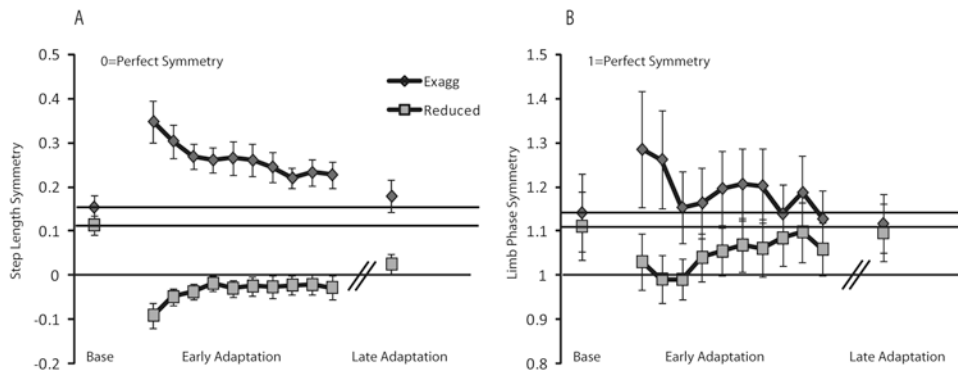 A
0=Perfect Symmetry
Exagg
Reduced
Step Length Symmetry
0.5
0.4
0.3
0.2
0.1
0
-0.1
-0.2
Base
Early Adaptation
Late Adaptation
B
1=Perfect Symmetry
Limb Phase Symmetry
1.5
1.4
1.3
1.2
1.1
1
0.9
0.8
Base
Early Adaptation
Late Adaptation